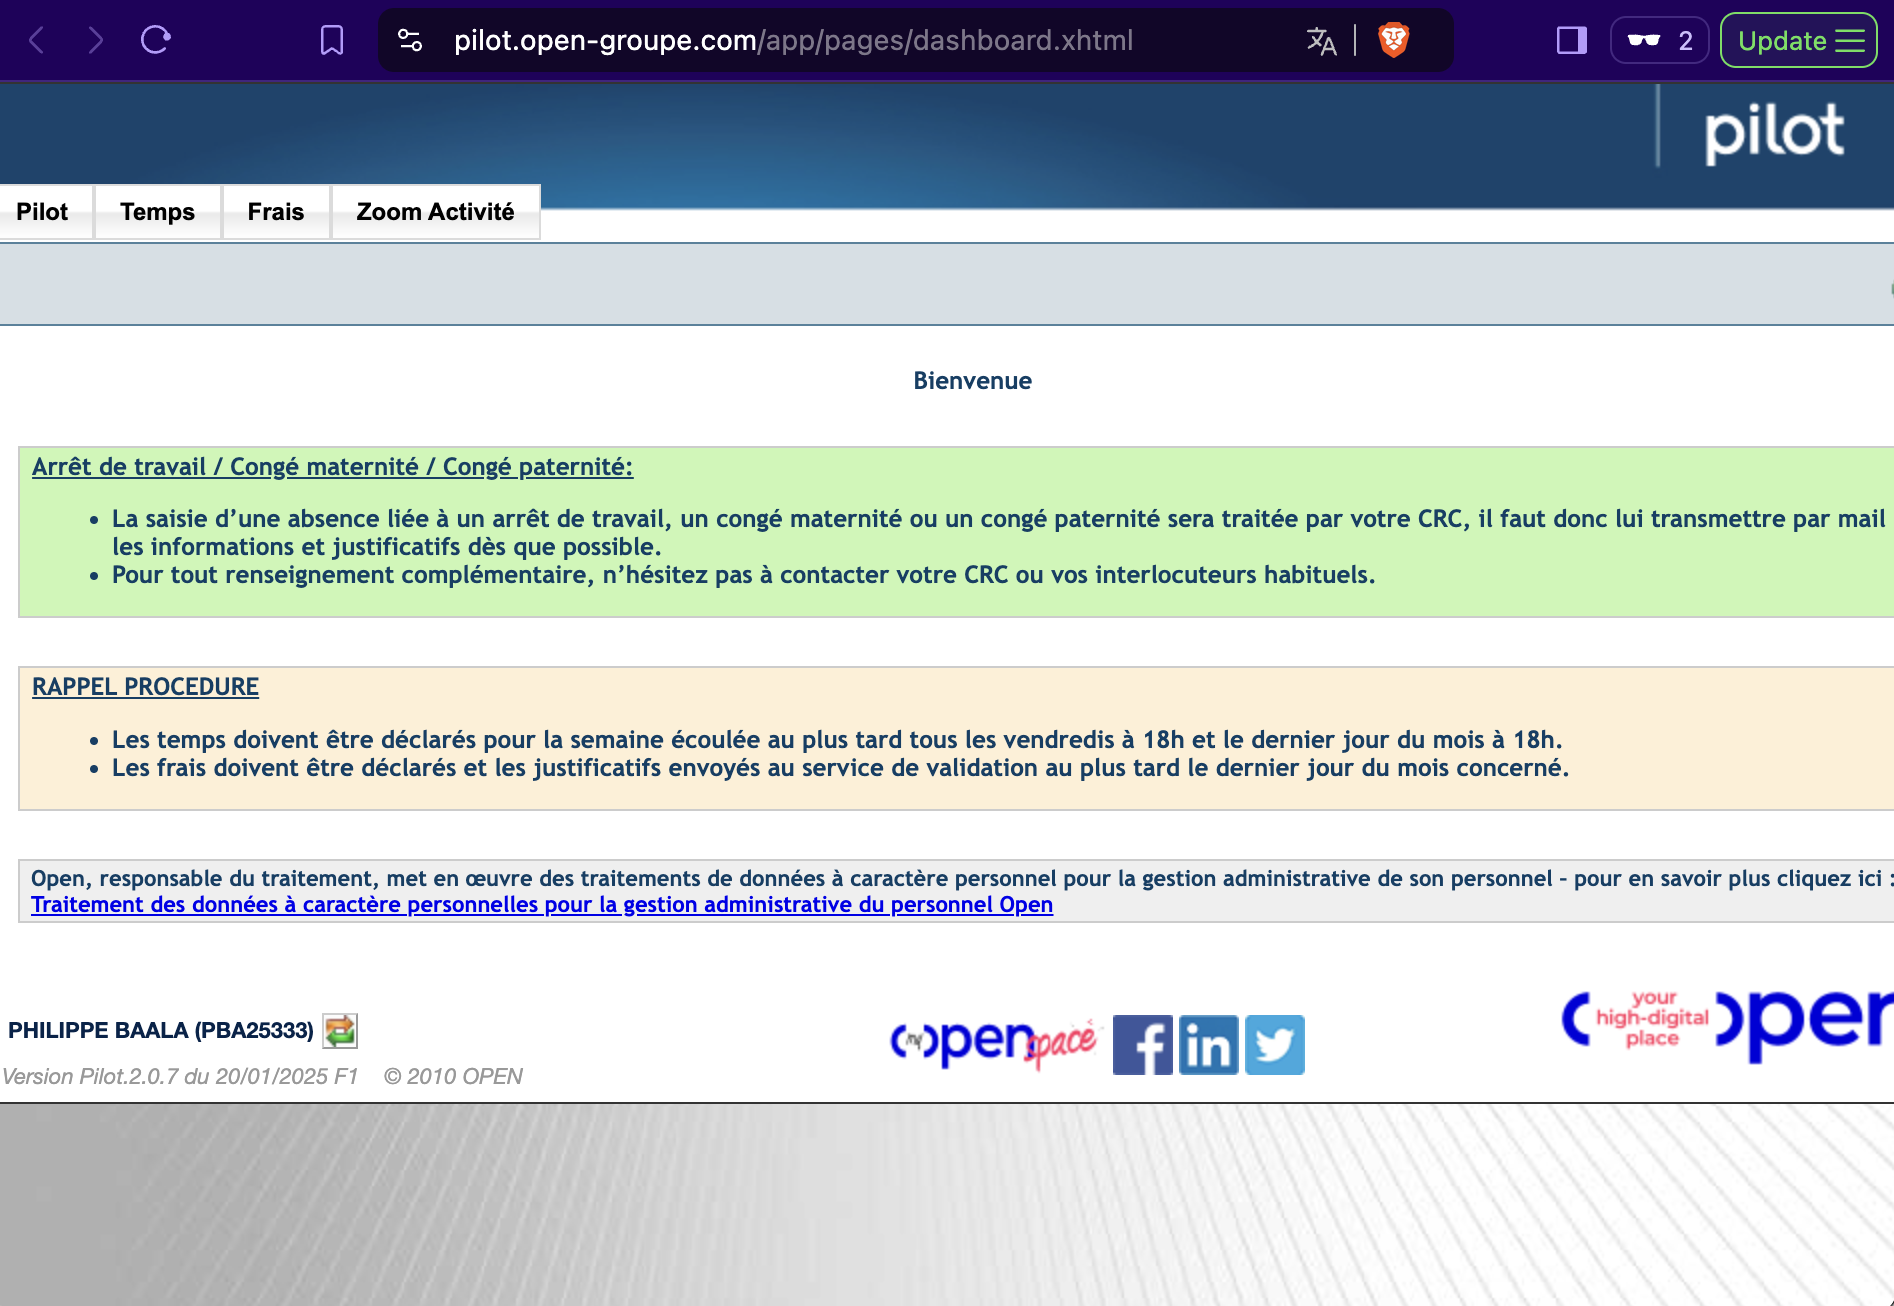 pilot.open-groupe.com/app/pages/dashboard.xhtml
2
Update
pilot
Pilot
Temps
Frais
Zoom Activité
Bienvenue
Arrêt de travail / Congé maternité / Congé paternité:
• La saisie d’une absence liée à un arrêt de travail, un congé maternité ou un congé paternité sera traitée par votre CRC, il faut donc lui transmettre par mail
les informations et justificatifs dès que possible.
• Pour tout renseignement complémentaire, n’hésitez pas à contacter votre CRC ou vos interlocuteurs habituels.
RAPPEL PROCEDURE
• Les temps doivent être déclarés pour la semaine écoulée au plus tard tous les vendredis à 18h et le dernier jour du mois à 18h.
• Les frais doivent être déclarés et les justificatifs envoyés au service de validation au plus tard le dernier jour du mois concerné.
Open, responsable du traitement, met en œuvre des traitements de données à caractère personnel pour la gestion administrative de son personnel – pour en savoir plus cliquez ici :
Traitement des données à caractère personnelles pour la gestion administrative du personnel Open
PHILIPPE BAALA (PBA25333)
my open space
f
in
your
high-digital
place
open
Version Pilot.2.0.7 du 20/01/2025 F1 © 2010 OPEN